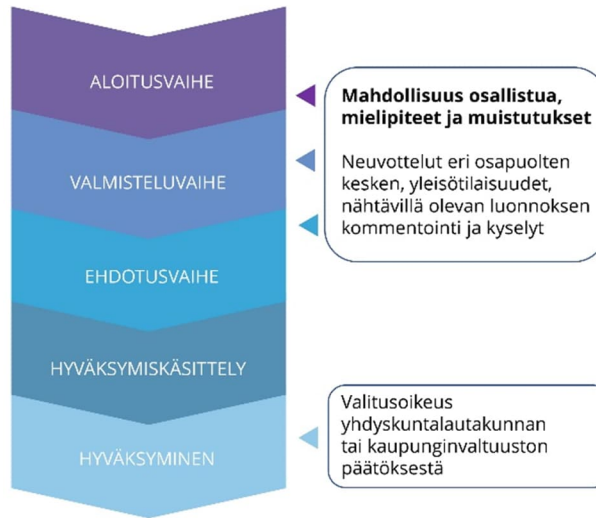 ALOITUSVAIHE
Mahdollisuus osallistua,
mielipiteet ja muistutukset
Neuvottelut eri osapuolten
kesken, yleisötilaisuudet,
nähtävillä olevan luonnoksen
kommentointi ja kyselyt
VALMISTELUVAIHE
EHDOTUSVAIHE
HYVÄKSYMISKÄSITTELY
HYVÄKSYMINEN
Valitusoikeus
yhdyskuntalautakunnan
tai kaupunginvaltuuston
päätöksestä